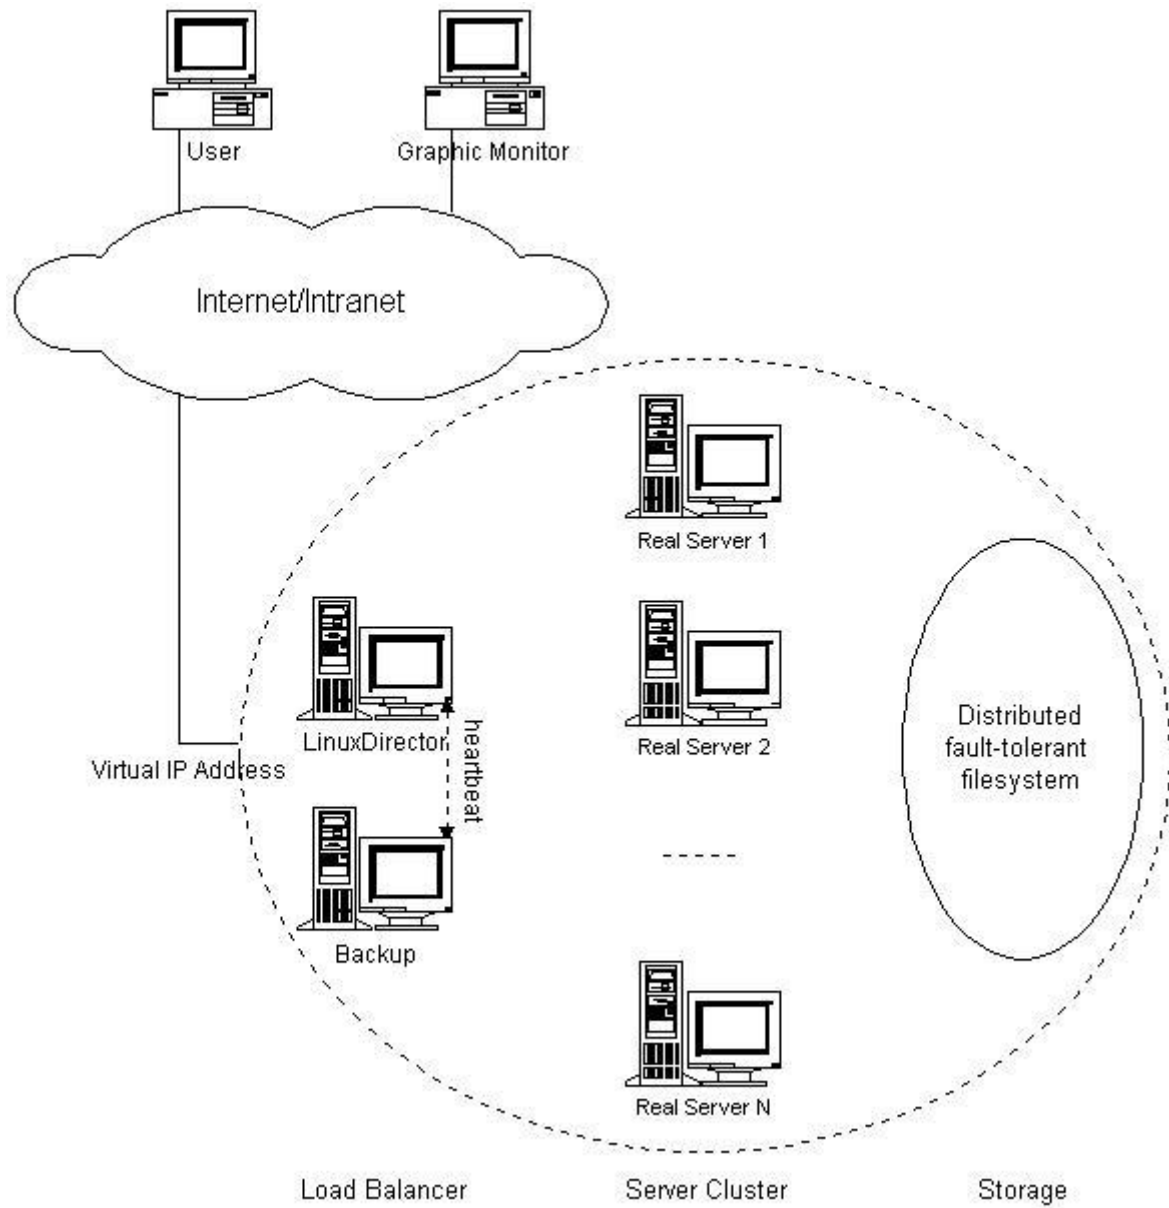 User
Graphic Monitor
Internet/Intranet
Real Server 1
LinuxDirector
heartbeat
Real Server 2
Distributed
fault-tolerant
filesystem
Virtual IP Address
Backup
Real Server N
Load Balancer
Server Cluster
Storage